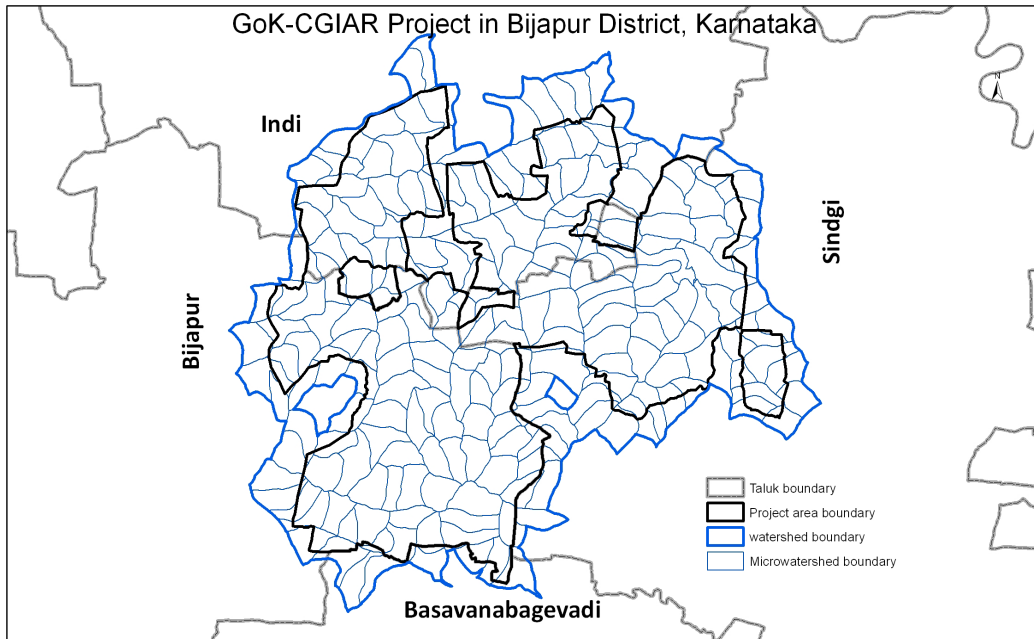 GoK-CGIAR Project in Bijapur District, Karnataka
N
Indi
Sindgi
Bijapur
Taluk boundary
Project area boundary
watershed boundary
Microwatershed boundary
Basavanabagevadi